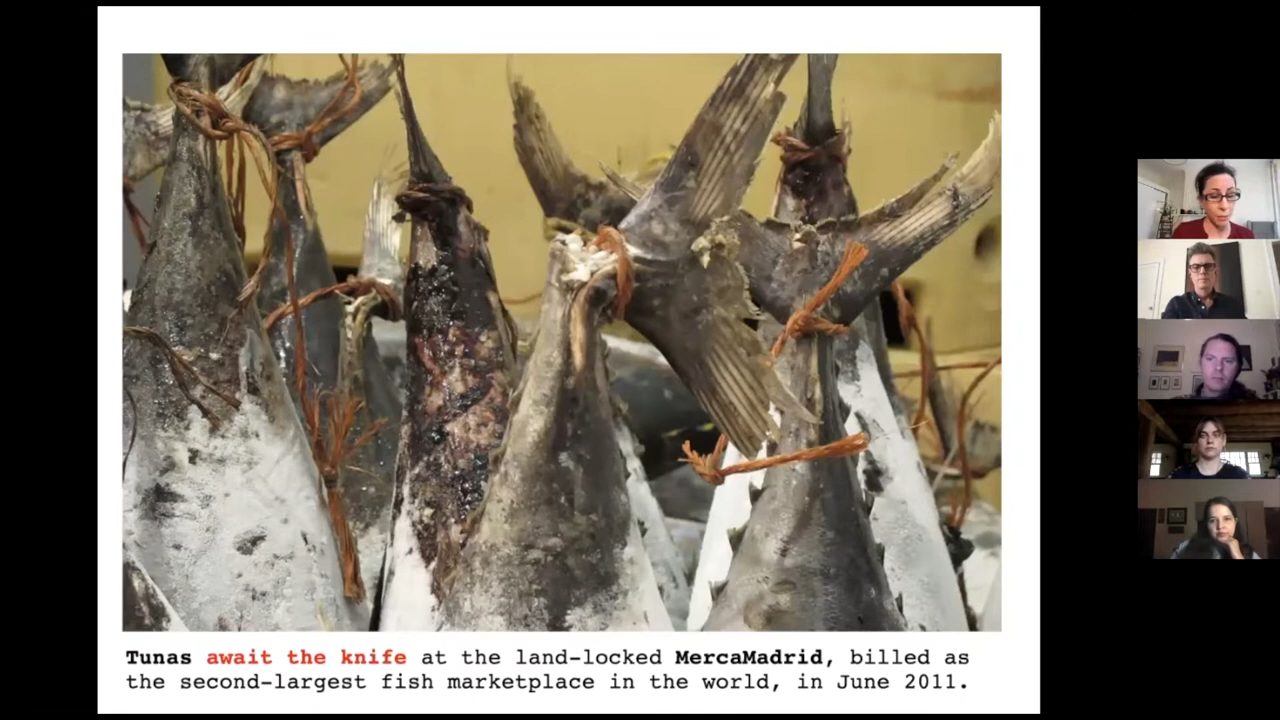 Tunas await the knife at the land-locked MercaMadrid, billed as
the second-largest fish marketplace in the world, in June 2011.